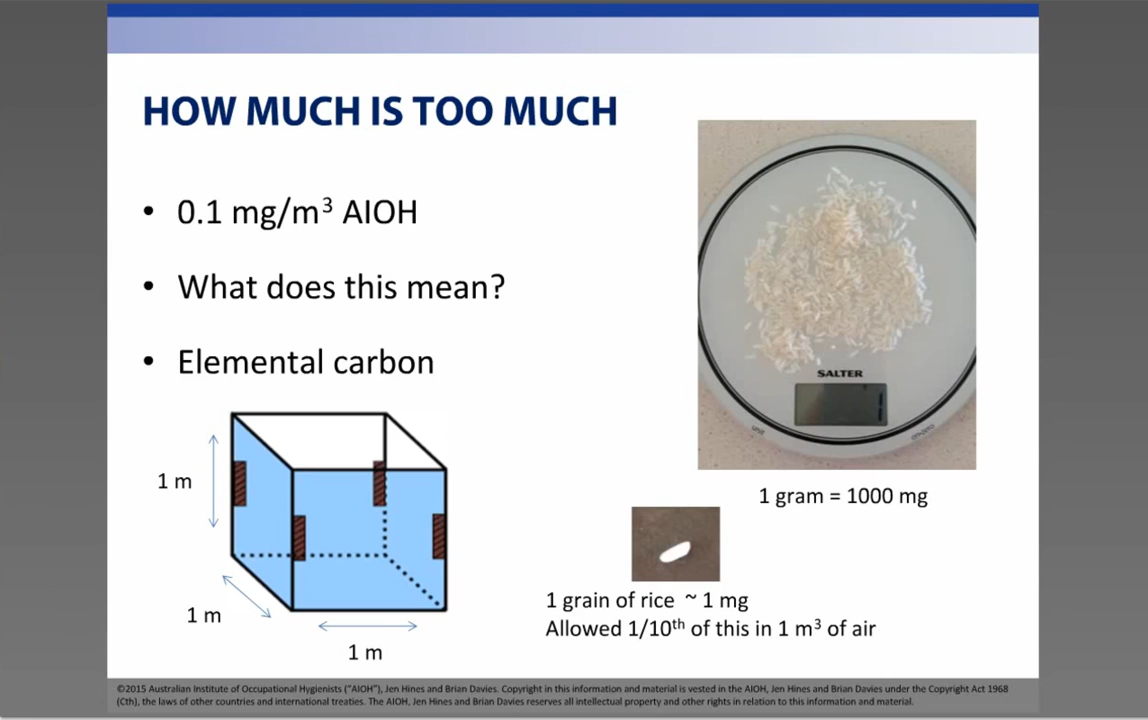 HOW MUCH IS TOO MUCH
• 0.1 mg/m³ AIOH
• What does this mean?
• Elemental carbon
SALTER
1 m
1 m
1 m
1 gram = 1000 mg
1 grain of rice ~ 1 mg
Allowed 1/10ᵗʰ of this in 1 m³ of air
©2015 Australian Institute of Occupational Hygienists ("AIOH"), Jen Hines and Brian Davies. Copyright in this information and material is vested in the AIOH, Jen Hines and Brian Davies under the Copyright Act 1968
(Cth), the laws of other countries and international treaties. The AIOH, Jen Hines and Brian Davies reserves all intellectual property and other rights in relation to this information and material.